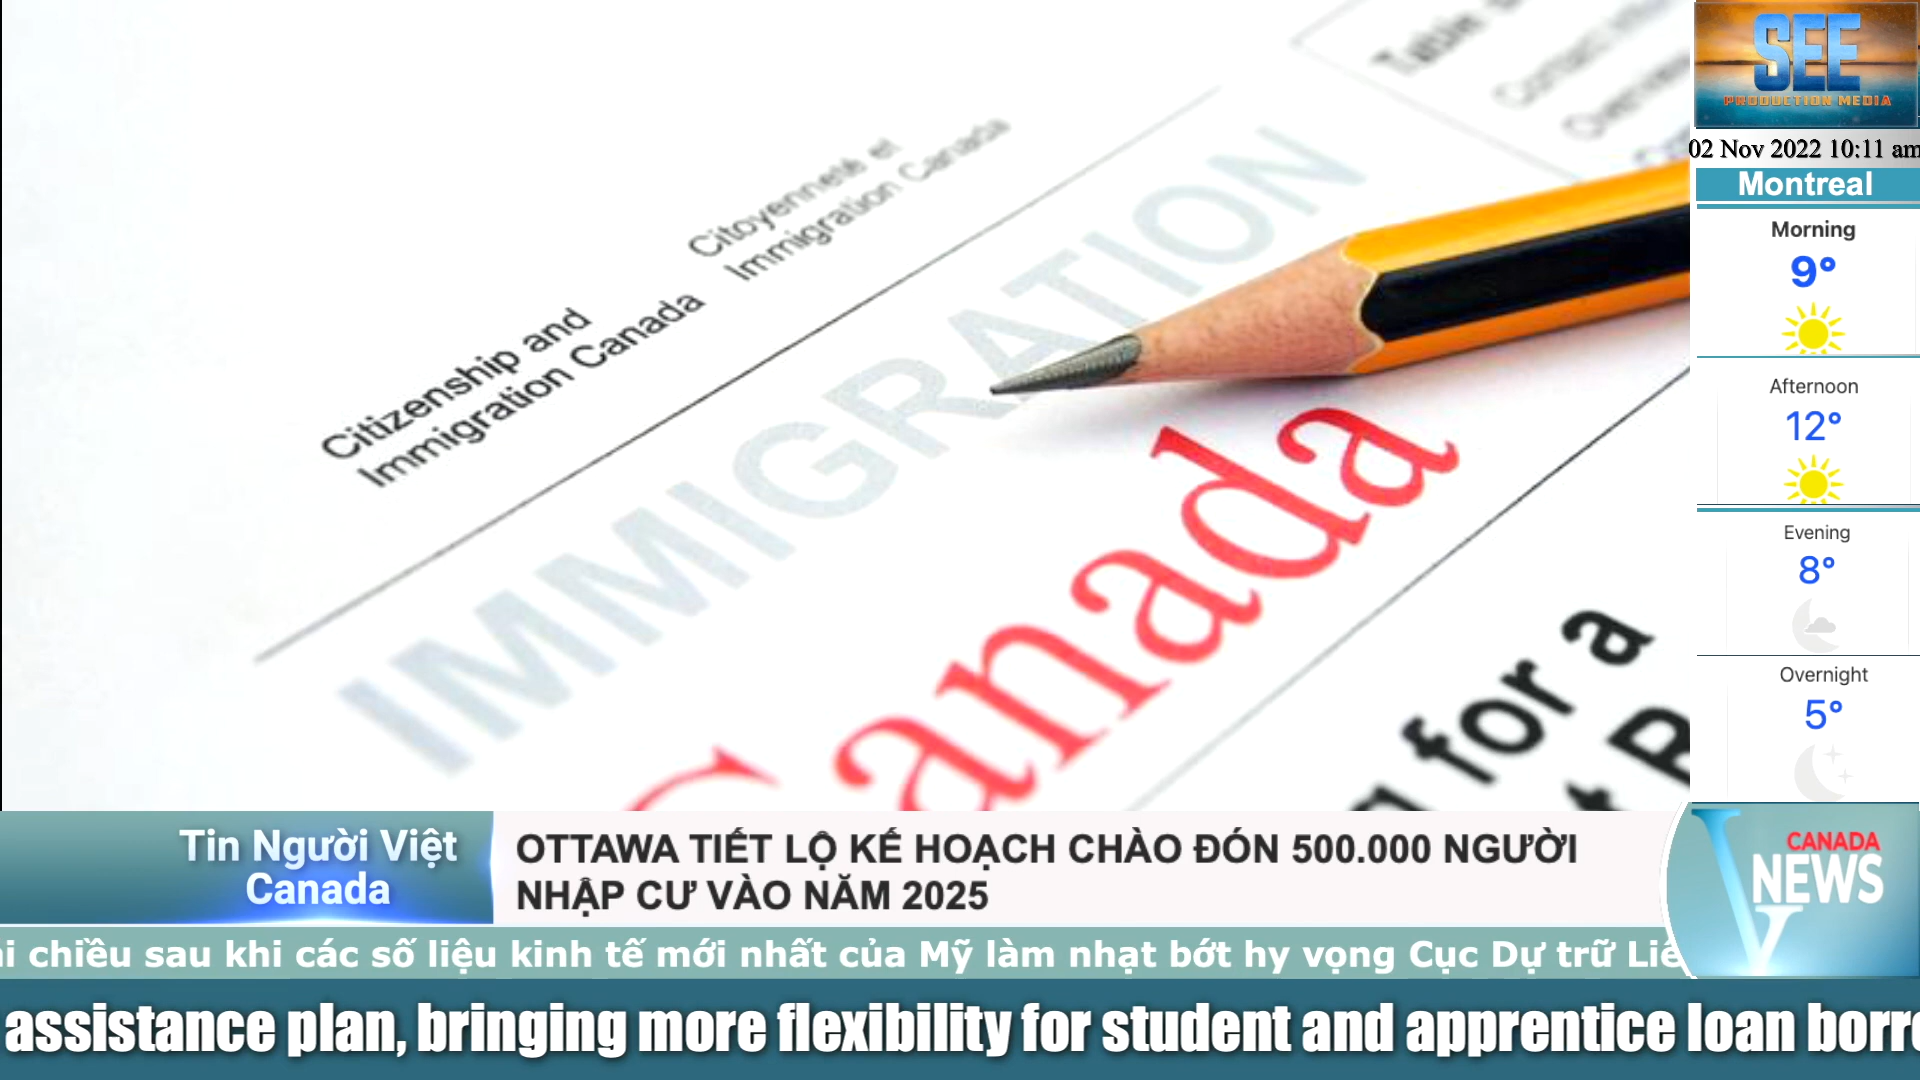 Citizenship and
Immigration Canada
Citoyenneté et
Immigration Canada
IMMIGRATION
Canada
for a
SEE
PRODUCTION MEDIA
02 Nov 2022 10:11 am
Montreal
Morning
9°
Afternoon
12°
Evening
8°
Overnight
5°
Tin Người Việt
Canada
OTTAWA TIẾT LỘ KẾ HOẠCH CHÀO ĐÓN 500.000 NGƯỜI
NHẬP CƯ VÀO NĂM 2025
V
CANADA
NEWS
chiều sau khi các số liệu kinh tế mới nhất của Mỹ làm nhạt bớt hy vọng Cục Dự trữ
assistance plan, bringing more flexibility for student and apprentice loan